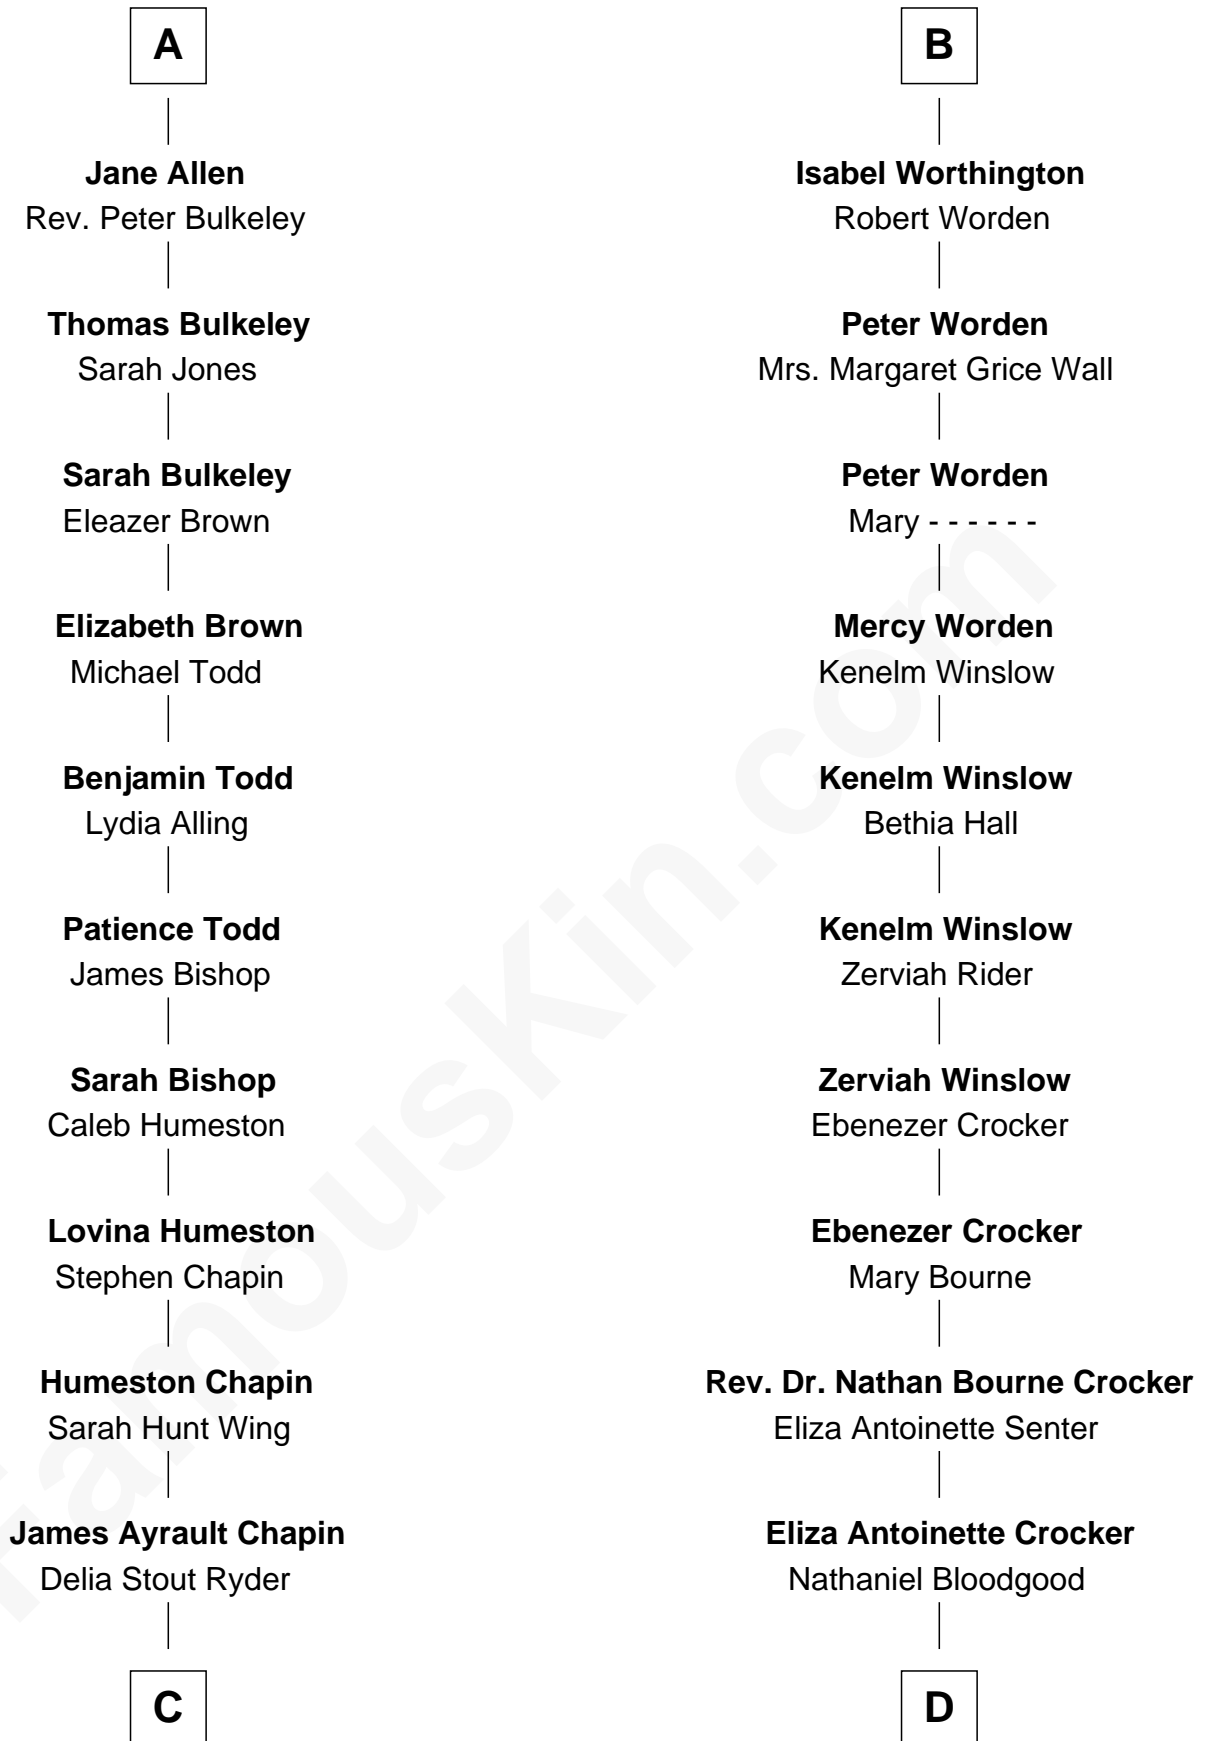 A
Jane Allen
Rev. Peter Bulkeley
Thomas Bulkeley
Sarah Jones
Sarah Bulkeley
Eleazer Brown
Elizabeth Brown
Michael Todd
Benjamin Todd
Lydia Alling
Patience Todd
James Bishop
Sarah Bishop
Caleb Humeston
Lovina Humeston
Stephen Chapin
Humeston Chapin
Sarah Hunt Wing
James Ayrault Chapin
Delia Stout Ryder
C
B
Isabel Worthington
Robert Worden
Peter Worden
Mrs. Margaret Grice Wall
Peter Worden
Mary - - - - - -
Mercy Worden
Kenelm Winslow
Kenelm Winslow
Bethia Hall
Kenelm Winslow
Zerviah Rider
Zerviah Winslow
Ebenezer Crocker
Ebenezer Crocker
Mary Bourne
Rev. Dr. Nathan Bourne Crocker
Eliza Antoinette Senter
Eliza Antoinette Crocker
Nathaniel Bloodgood
D
FamousKin.com